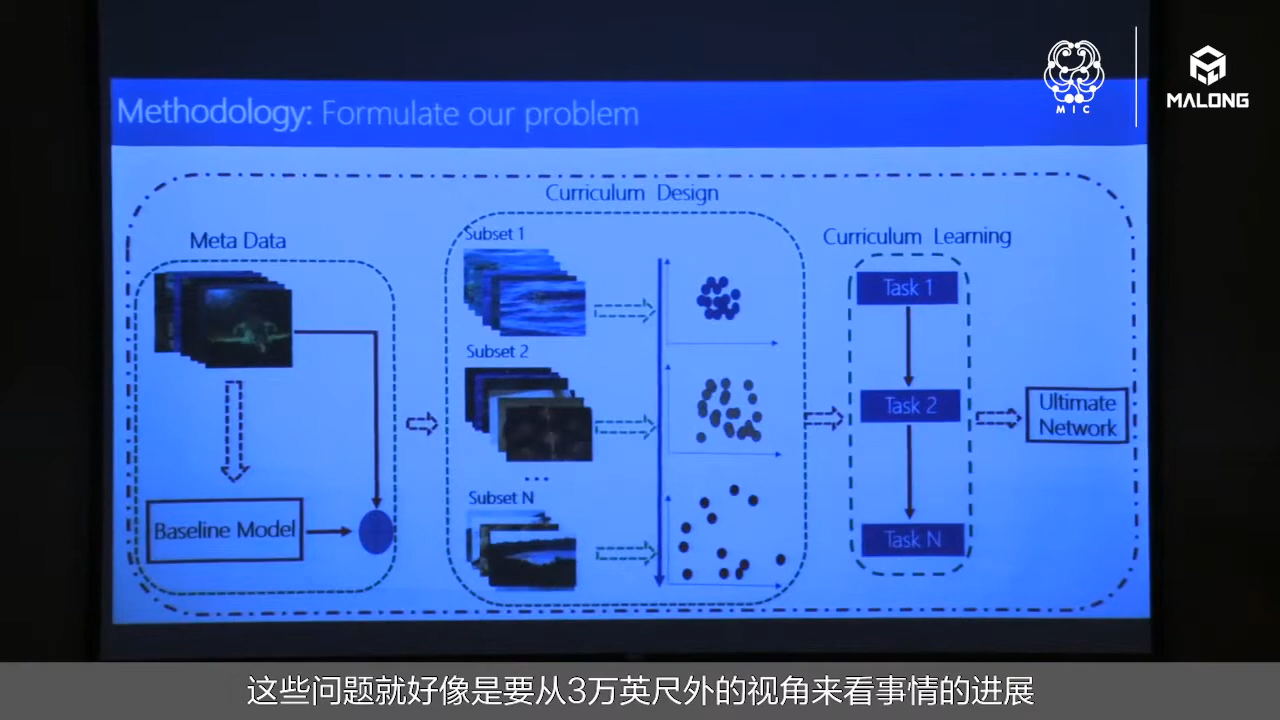 MIC
MALONG
Methodology: Formulate our problem
Curriculum Design
Meta Data
Baseline Model
Subset 1
Subset 2
...
Subset N
Curriculum Learning
Task 1
Task 2
Task N
Ultimate
Network
这些问题就好像是要从3万英尺外的视角来看事情的进展